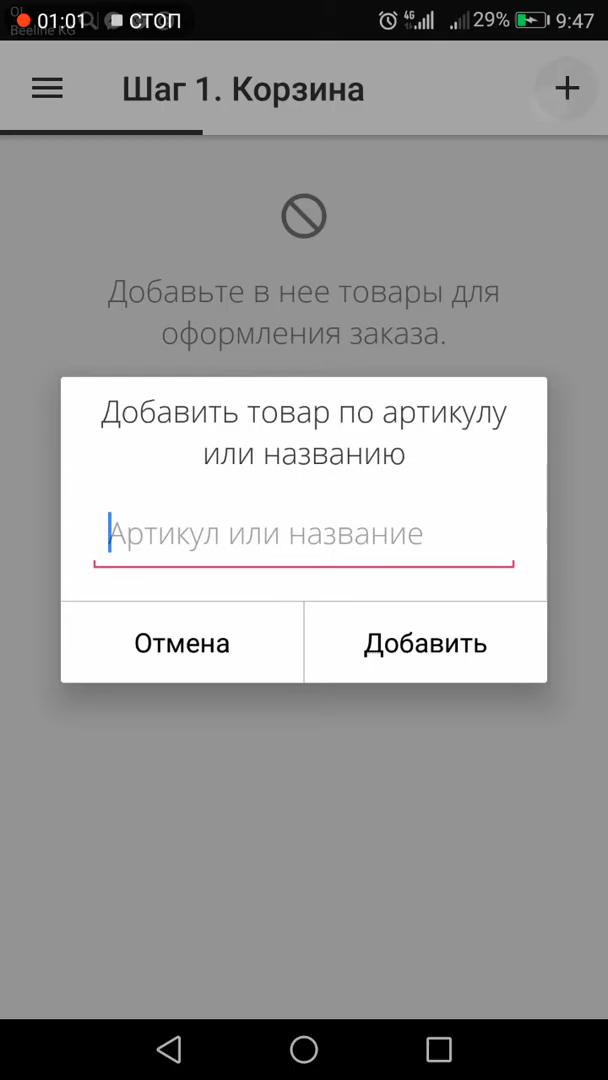 01:01 СТОП 4G 29% 9:47
Beeline KG
Шаг 1. Корзина
Добавьте в нее товары для
оформления заказа.
Добавить товар по артикулу
или названию
Артикул или название
Отмена Добавить